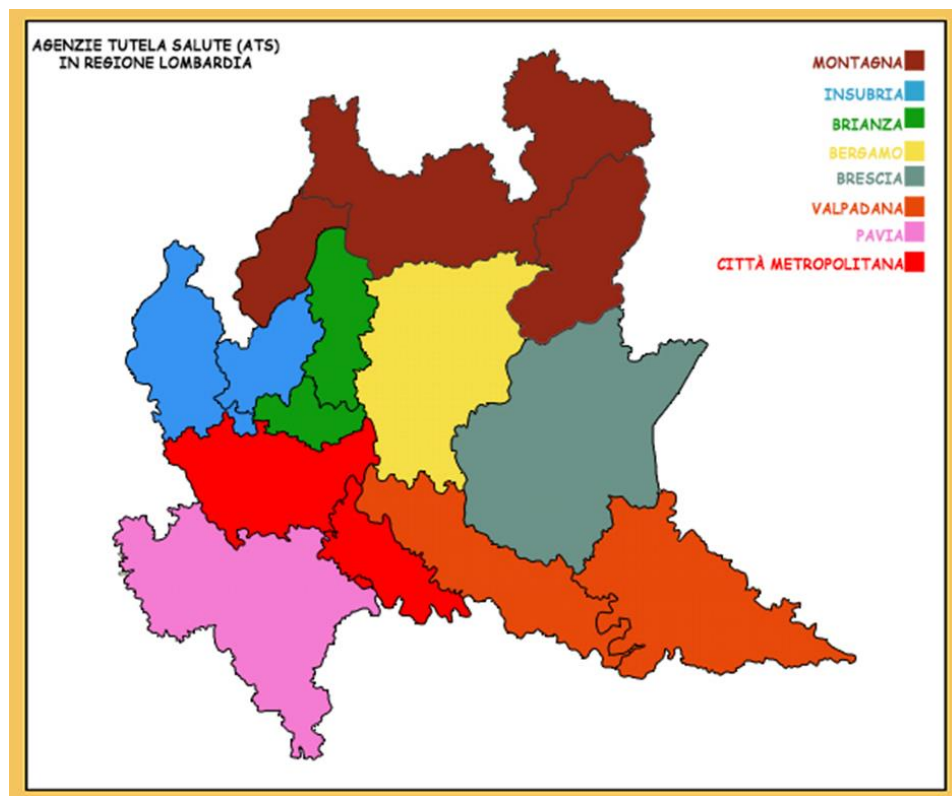 AGENZIE TUTELA SALUTE (ATS)
IN REGIONE LOMBARDIA
MONTAGNA
INSUBRIA
BRIANZA
BERGAMO
BRESCIA
VALPADANA
PAVIA
CITTÀ METROPOLITANA